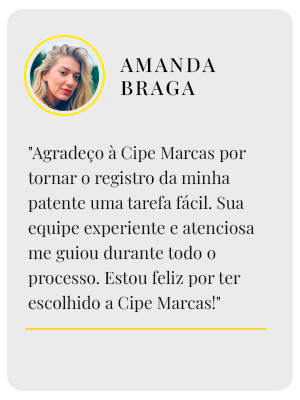 AMANDA
BRAGA
"Agradeço à Cipe Marcas por
tornar o registro da minha
patente uma tarefa fácil. Sua
equipe experiente e atenciosa
me guiou durante todo o
processo. Estou feliz por ter
escolhido a Cipe Marcas!"